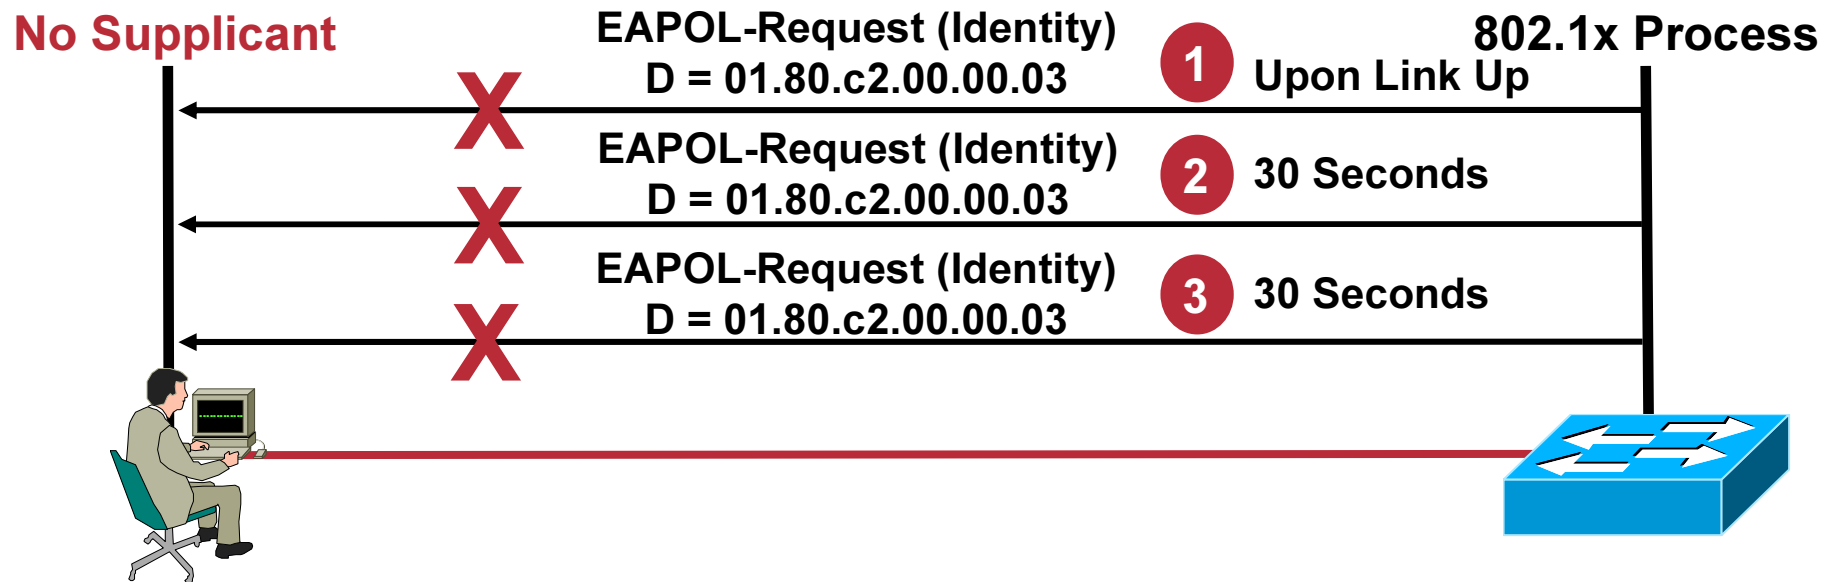 No Supplicant
802.1x Process
EAPOL-Request (Identity)
D = 01.80.c2.00.00.03
1
Upon Link Up
EAPOL-Request (Identity)
D = 01.80.c2.00.00.03
2
30 Seconds
EAPOL-Request (Identity)
D = 01.80.c2.00.00.03
3
30 Seconds
X
X
X